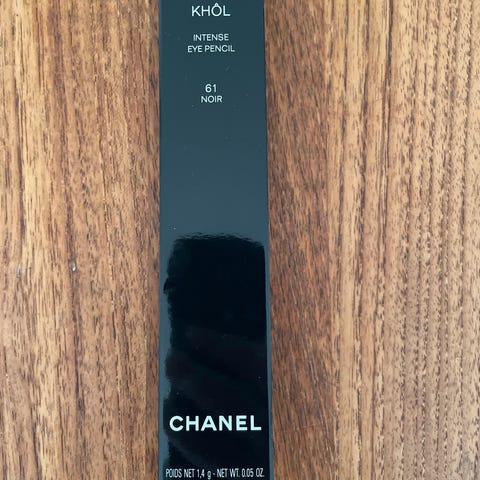 KHÔL
INTENSE
EYE PENCIL
61
NOIR
CHANEL
POIDS NET 1,4 g - NET WT. 0.05 OZ.